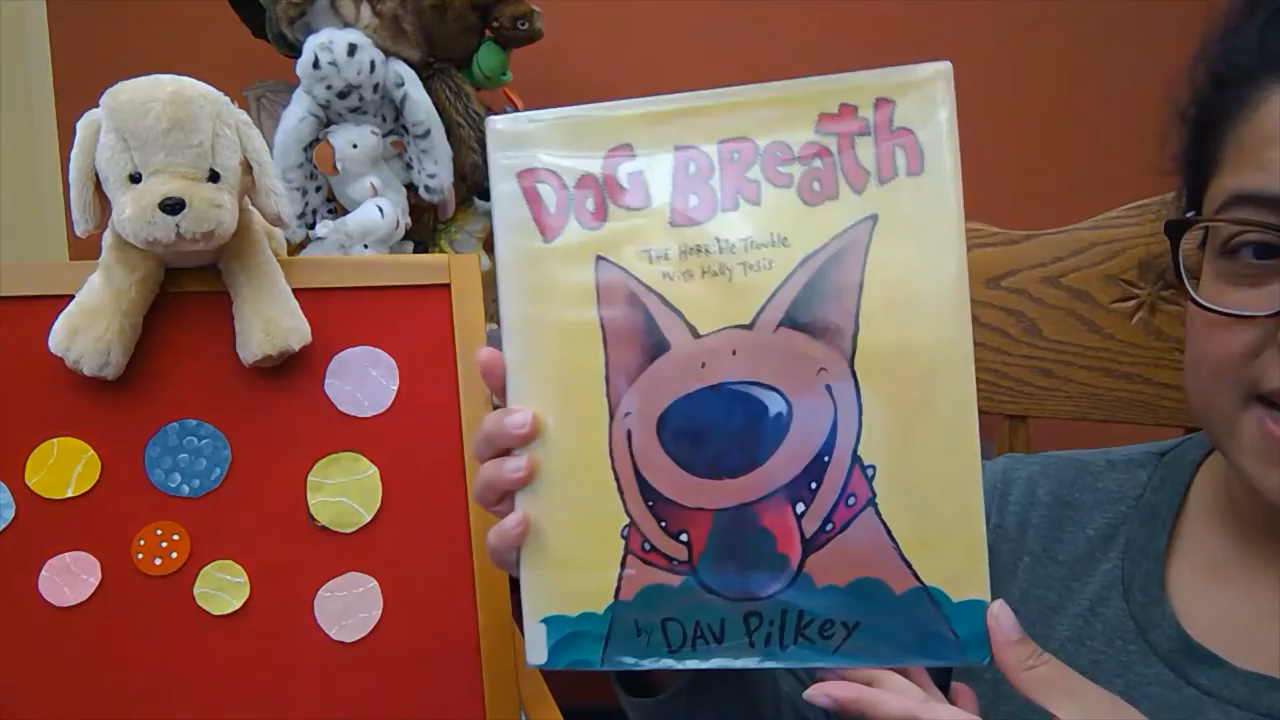 DOG BREath
THE HORRiBLE TROUBLE
With Hally Tosis
by DAV Pilkey